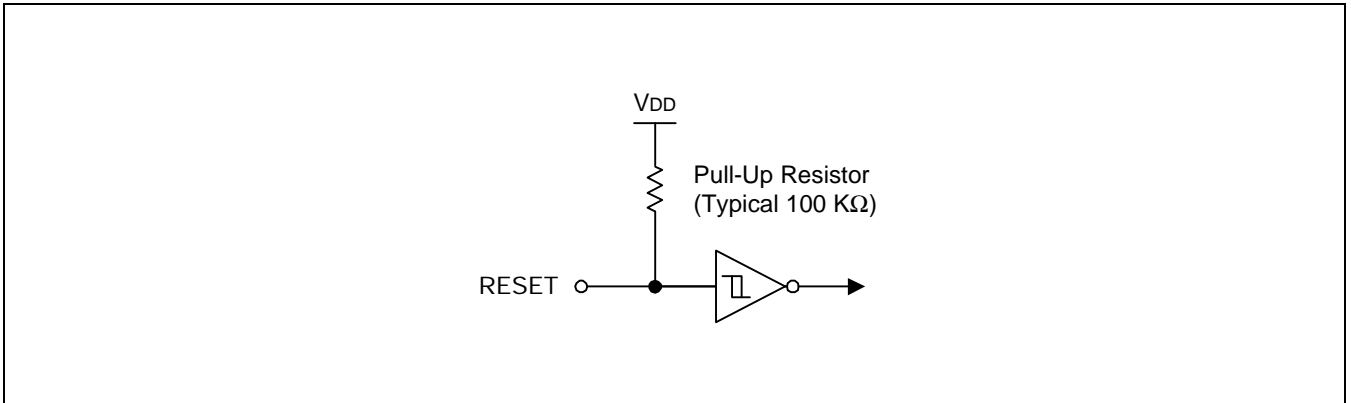 VDD
Pull-Up Resistor
(Typical 100 KΩ)
RESET